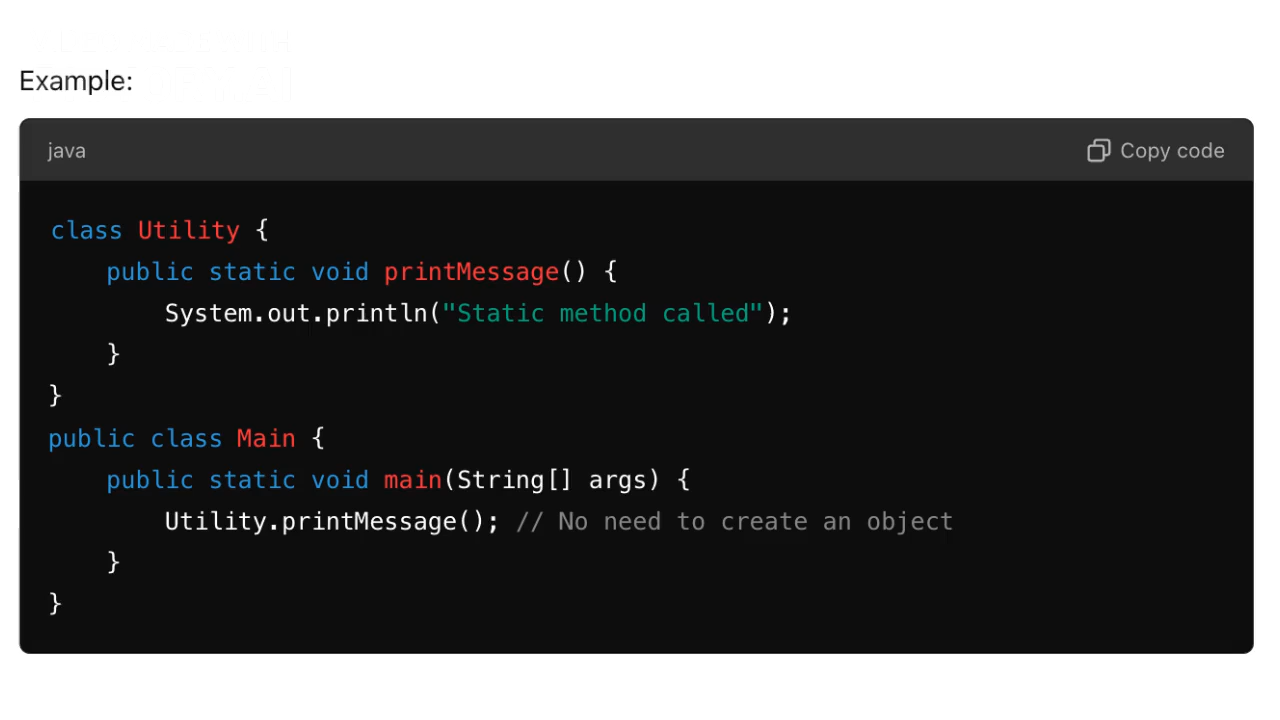 Example:
java
Copy code
class Utility {
    public static void printMessage() {
        System.out.println("Static method called");
    }
}
public class Main {
    public static void main(String[] args) {
        Utility.printMessage(); // No need to create an object
    }
}